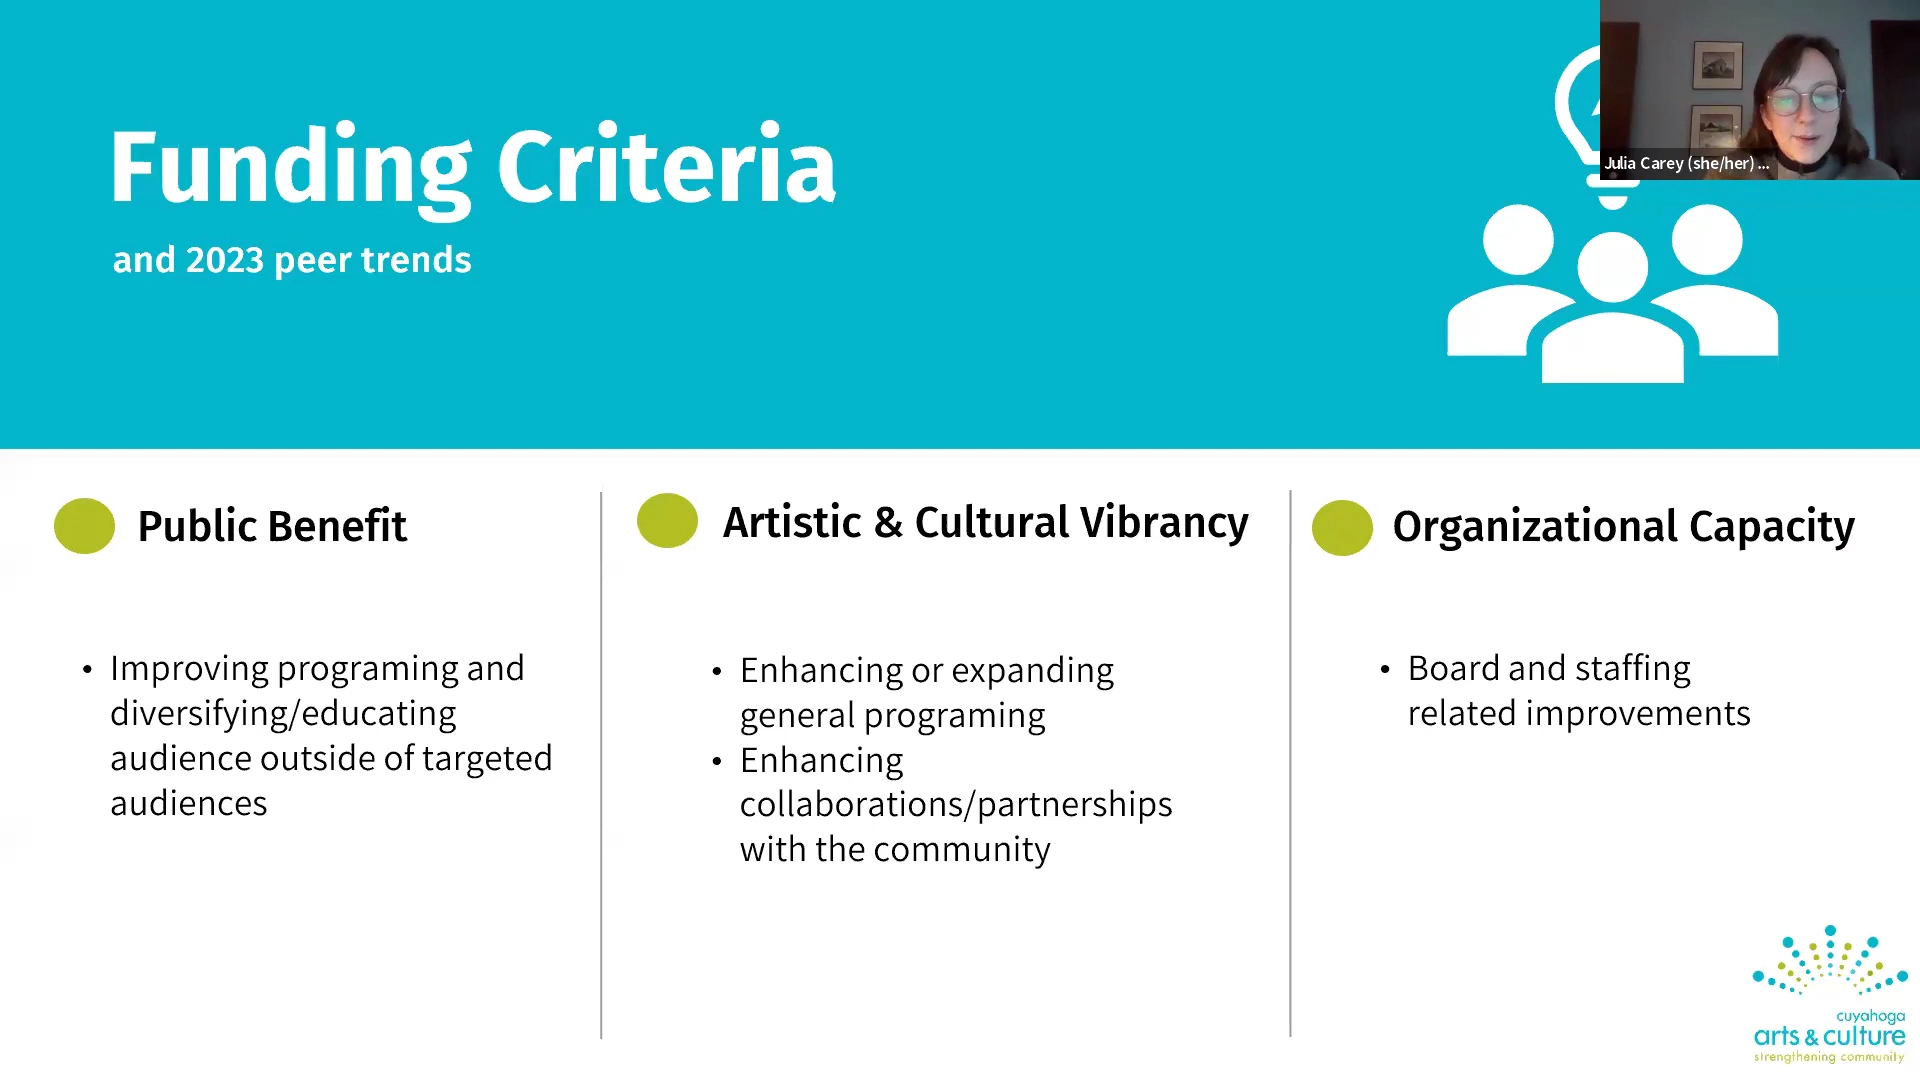 Funding Criteria
and 2023 peer trends
Julia Carey (she/her) ...
Public Benefit
• Improving programing and
diversifying/educating
audience outside of targeted
audiences
Artistic & Cultural Vibrancy
• Enhancing or expanding
general programing
• Enhancing
collaborations/partnerships
with the community
Organizational Capacity
• Board and staffing
related improvements
cuyahoga
arts & culture
strengthening community